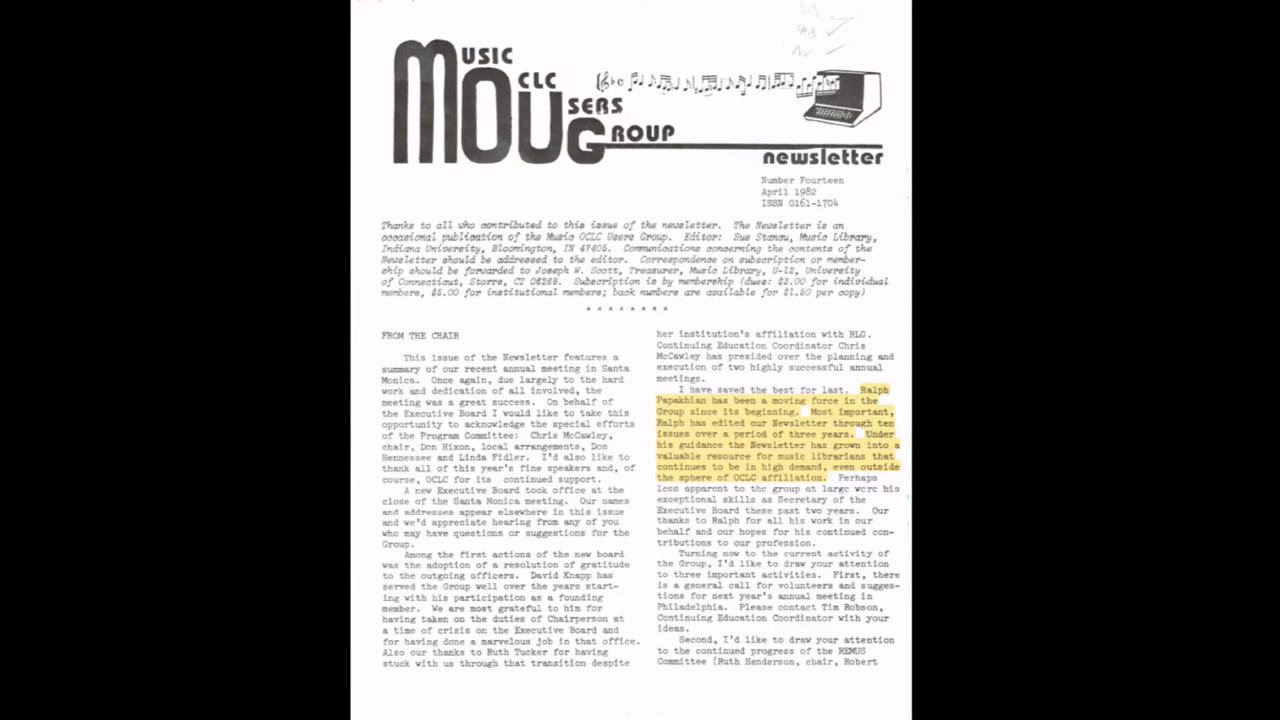 MUSIC
OCLC
USERS
GROUP
newsletter
Number Fourteen
April 1982
ISSN 0161-1704
Thanks to all who contributed to this issue of the newsletter. The Newsletter is an
occasional publication of the Music OCLC Users Group. Editor: Sue Stancu, Music Library,
Indiana University, Bloomington, IN 47405. Communications concerning the contents of the
Newsletter should be addressed to the editor. Correspondence on subscription or member-
ship should be forwarded to Joseph W. Scott, Treasurer, Music Library, U-12, University
of Connecticut, Storrs, CT 06268. Subscription is by membership (dues: $3.00 for individual
members, $5.00 for institutional members; back numbers are available for $1.50 per copy)
* * * * * * * *
FROM THE CHAIR
This issue of the Newsletter features a
summary of our recent annual meeting in Santa
Monica. Once again, due largely to the hard
work and dedication of all involved, the
meeting was a great success. On behalf of
the Executive Board I would like to take this
opportunity to acknowledge the special efforts
of the Program Committee: Chris McCawley,
chair, Don Hixon, local arrangements, Don
Hennessee and Linda Fidler. I'd also like to
thank all of this year's fine speakers and, of
course, OCLC for its continued support.
A new Executive Board took office at the
close of the Santa Monica meeting. Our names
and addresses appear elsewhere in this issue
and we'd appreciate hearing from any of you
who may have questions or suggestions for the
Group.
Among the first actions of the new board
was the adoption of a resolution of gratitude
to the outgoing officers. David Knapp has
served the Group well over the years start-
ing with his participation as a founding
member. We are most grateful to him for
having taken on the duties of Chairperson at
a time of crisis on the Executive Board and
for having done a marvelous job in that office.
Also our thanks to Ruth Tucker for having
stuck with us through that transition despite
her institution's affiliation with RLG.
Continuing Education Coordinator Chris
McCawley has presided over the planning and
execution of two highly successful annual
meetings.
I have saved the best for last. Ralph
Papakhian has been a moving force in the
Group since its beginning. Most important,
Ralph has edited our Newsletter through ten
issues over a period of three years. Under
his guidance the Newsletter has grown into a
valuable resource for music librarians that
continues to be in high demand, even outside
the sphere of OCLC affiliation. Perhaps
less apparent to the group at large were his
exceptional skills as Secretary of the
Executive Board these past two years. Our
thanks to Ralph for all his work in our
behalf and our hopes for his continued con-
tributions to our profession.
Turning now to the current activity of
the Group, I'd like to draw your attention
to three important activities. First, there
is a general call for volunteers and sugges-
tions for next year's annual meeting in
Philadelphia. Please contact Tim Robson,
Continuing Education Coordinator with your
ideas.
Second, I'd like to draw your attention
to the continued progress of the REMUS
Committee (Ruth Henderson, chair, Robert